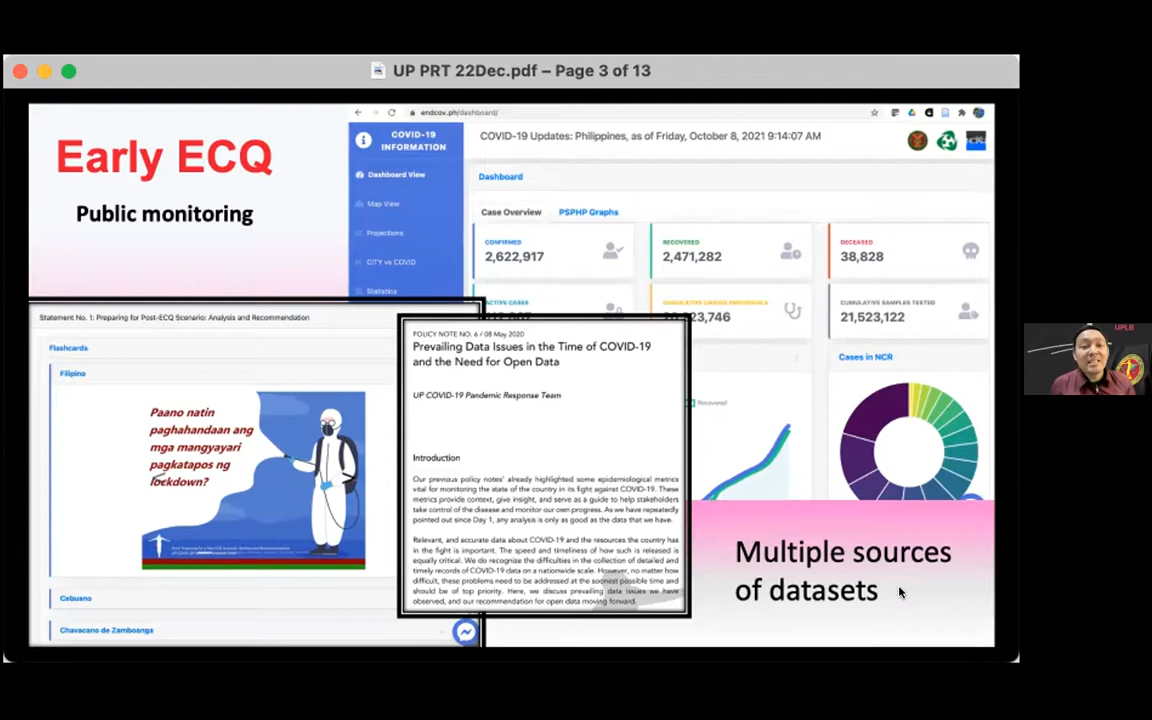 UP PRT 22Dec.pdf – Page 3 of 13
Early ECQ
Public monitoring
endcov.ph/dashboard/
COVID-19
INFORMATION
Dashboard View
Map View
Projections
CITY vs COVID
Statistics
COVID-19 Updates: Philippines, as of Friday, October 8, 2021 9:14:07 AM
Dashboard
Case Overview
PSPHP Graphs
CONFIRMED
2,622,917
RECOVERED
2,471,282
DECEASED
38,828
ACTIVE CASES
CUMULATIVE UNIQUE INDIVIDUALS
23,746
CUMULATIVE SAMPLES TESTED
21,523,122
Cases in NCR
Recovered
Statement No. 1: Preparing for Post-ECQ Scenario: Analysis and Recommendation
Flashcards
Filipino
Paano natin
paghahandaan ang
mga mangyayari
pagkatapos ng
lockdown?
Cebuano
Chavacano de Zamboanga
POLICY NOTE NO. 6 / 08 May 2020
Prevailing Data Issues in the Time of COVID-19
and the Need for Open Data
UP COVID-19 Pandemic Response Team
Introduction
Our previous policy notes' already highlighted some epidemiological metrics
vital for monitoring the state of the country in its fight against COVID-19. These
metrics provide context, give insight, and serve as a guide to help stakeholders
take control of the disease and monitor our own progress. As we have repeatedly
pointed out since Day 1, any analysis is only as good as the data that we have.
Relevant, and accurate data about COVID-19 and the resources the country has
in the fight is important. The speed and timeliness of how such is released is
equally critical. We do recognize the difficulties in the collection of detailed and
timely records of COVID-19 data on a nationwide scale. However, no matter how
difficult, these problems need to be addressed at the soonest possible time and
should be of top priority. Here, we discuss prevailing data issues we have
observed, and our recommendation for open data moving forward.
Multiple sources
of datasets
UPLB